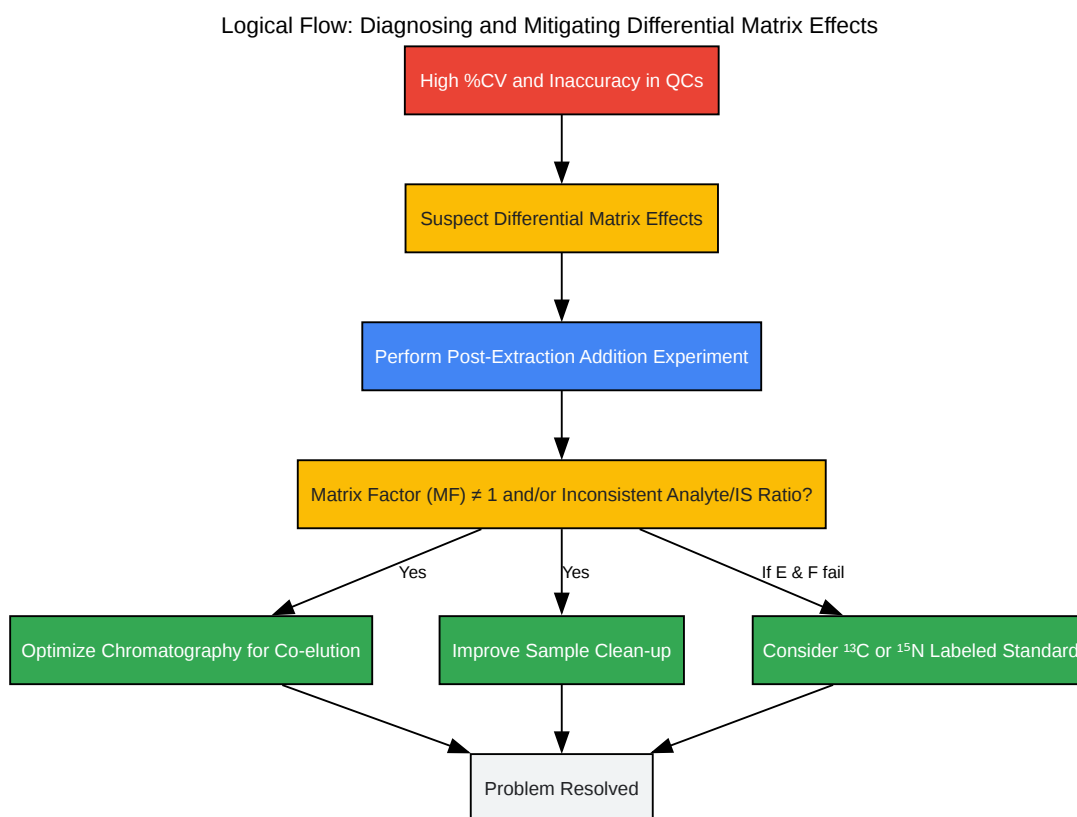 Logical Flow: Diagnosing and Mitigating Differential Matrix Effects
High %CV and Inaccuracy in QCs
Suspect Differential Matrix Effects
Perform Post-Extraction Addition Experiment
Matrix Factor (MF) ≠ 1 and/or Inconsistent Analyte/IS Ratio?
Yes
Yes
If E & F fail
Optimize Chromatography for Co-elution
Improve Sample Clean-up
Consider ¹³C or ¹⁵N Labeled Standard
Problem Resolved